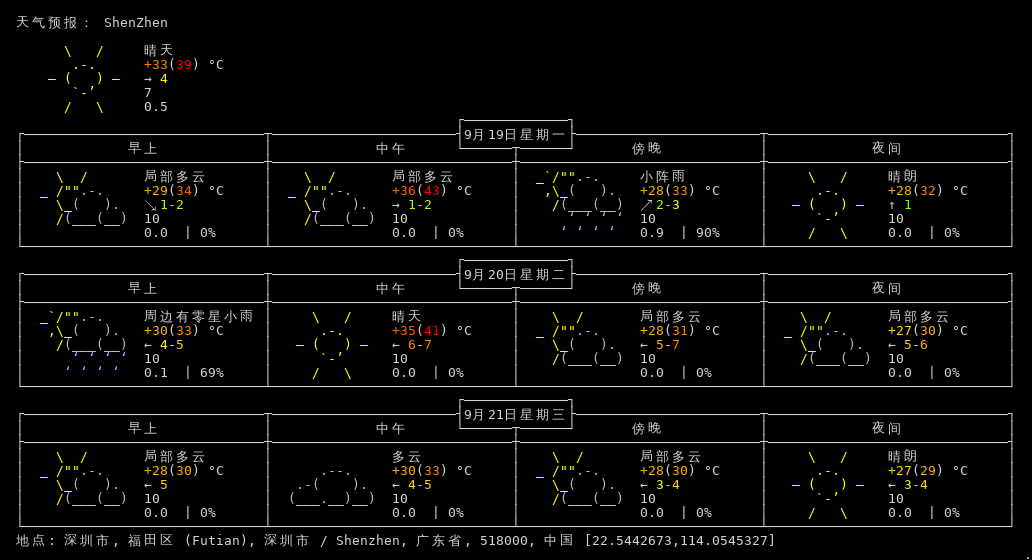 天气预报： ShenZhen
晴天
+33(39) °C
→ 4
7
0.5
9月19日星期一
早上 中午 傍晚 夜间
局部多云 局部多云 小阵雨 晴朗
+29(34) °C +36(43) °C +28(33) °C +28(32) °C
↘ 1-2 → 1-2 ↗ 2-3 ↑ 1
10 10 10 10
0.0 | 0% 0.0 | 0% 0.9 | 90% 0.0 | 0%
9月20日星期二
早上 中午 傍晚 夜间
周边有零星小雨 晴天 局部多云 局部多云
+30(33) °C +35(41) °C +28(31) °C +27(30) °C
← 4-5 ← 6-7 ← 5-7 ← 5-6
10 10 10 10
0.1 | 69% 0.0 | 0% 0.0 | 0% 0.0 | 0%
9月21日星期三
早上 中午 傍晚 夜间
局部多云 多云 局部多云 晴朗
+28(30) °C +30(33) °C +28(30) °C +27(29) °C
← 5 ← 4-5 ← 3-4 ← 3-4
10 10 10 10
0.0 | 0% 0.0 | 0% 0.0 | 0% 0.0 | 0%
地点: 深圳市, 福田区 (Futian), 深圳市 / Shenzhen, 广东省, 518000, 中国 [22.5442673,114.0545327]